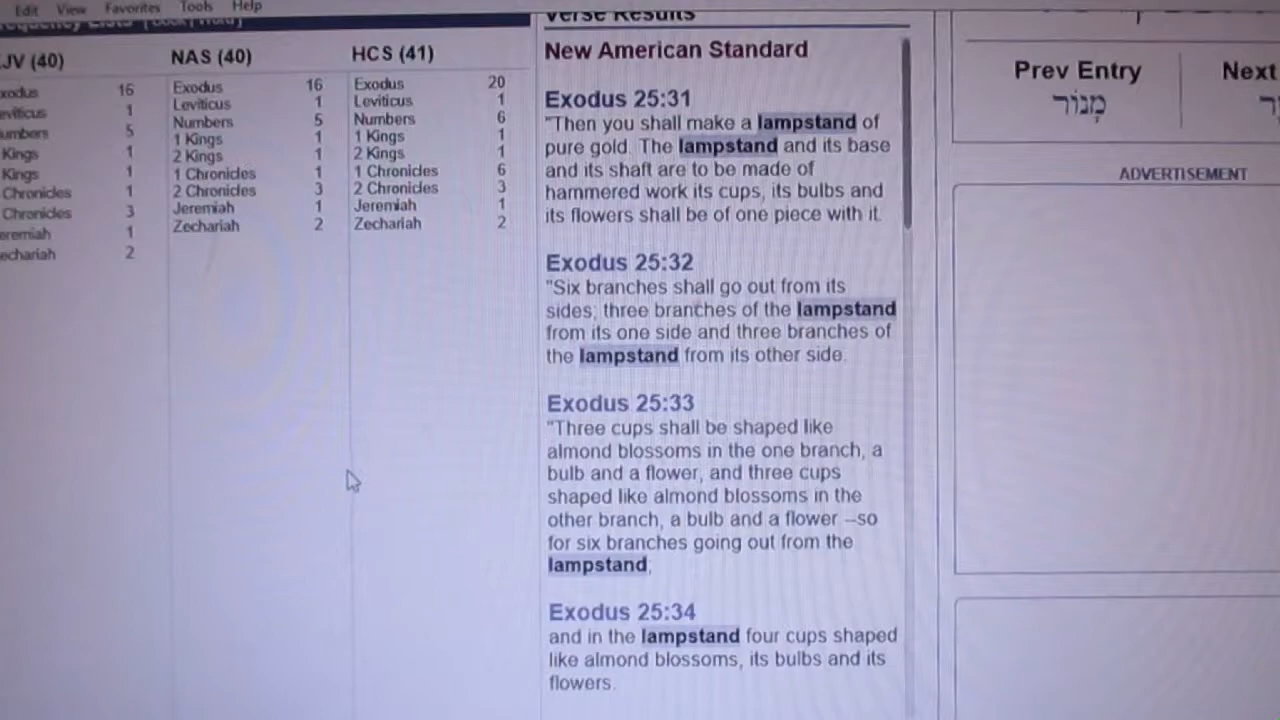 Edit View Favorites Tools Help
Verse Results
JV (40)
xodus 16
eviticus 1
umbers 5
Kings 1
Kings 1
Chronicles 1
Chronicles 3
eremiah 1
echariah 2
NAS (40)
Exodus 16
Leviticus 1
Numbers 5
1 Kings 1
2 Kings 1
1 Chronicles 1
2 Chronicles 3
Jeremiah 1
Zechariah 2
HCS (41)
Exodus 20
Leviticus 1
Numbers 6
1 Kings 1
2 Kings 1
1 Chronicles 6
2 Chronicles 3
Jeremiah 1
Zechariah 2
New American Standard
Exodus 25:31
"Then you shall make a lampstand of
pure gold. The lampstand and its base
and its shaft are to be made of
hammered work its cups, its bulbs and
its flowers shall be of one piece with it.
Exodus 25:32
"Six branches shall go out from its
sides; three branches of the lampstand
from its one side and three branches of
the lampstand from its other side.
Exodus 25:33
"Three cups shall be shaped like
almond blossoms in the one branch, a
bulb and a flower, and three cups
shaped like almond blossoms in the
other branch, a bulb and a flower --so
for six branches going out from the
lampstand;
Exodus 25:34
and in the lampstand four cups shaped
like almond blossoms, its bulbs and its
flowers.
Prev Entry
מָנוֹר
Next
ADVERTISEMENT